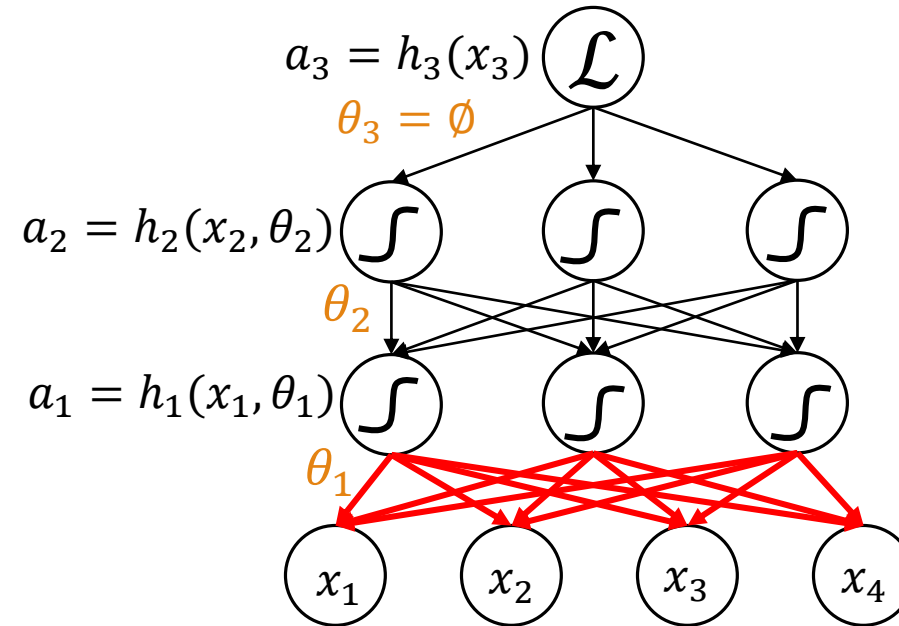 a₃ = h₃(x₃) ℒ
θ₃ = ∅
a₂ = h₂(x₂, θ₂) ∫ ∫ ∫
θ₂
a₁ = h₁(x₁, θ₁) ∫ ∫ ∫
θ₁
x₁ x₂ x₃ x₄